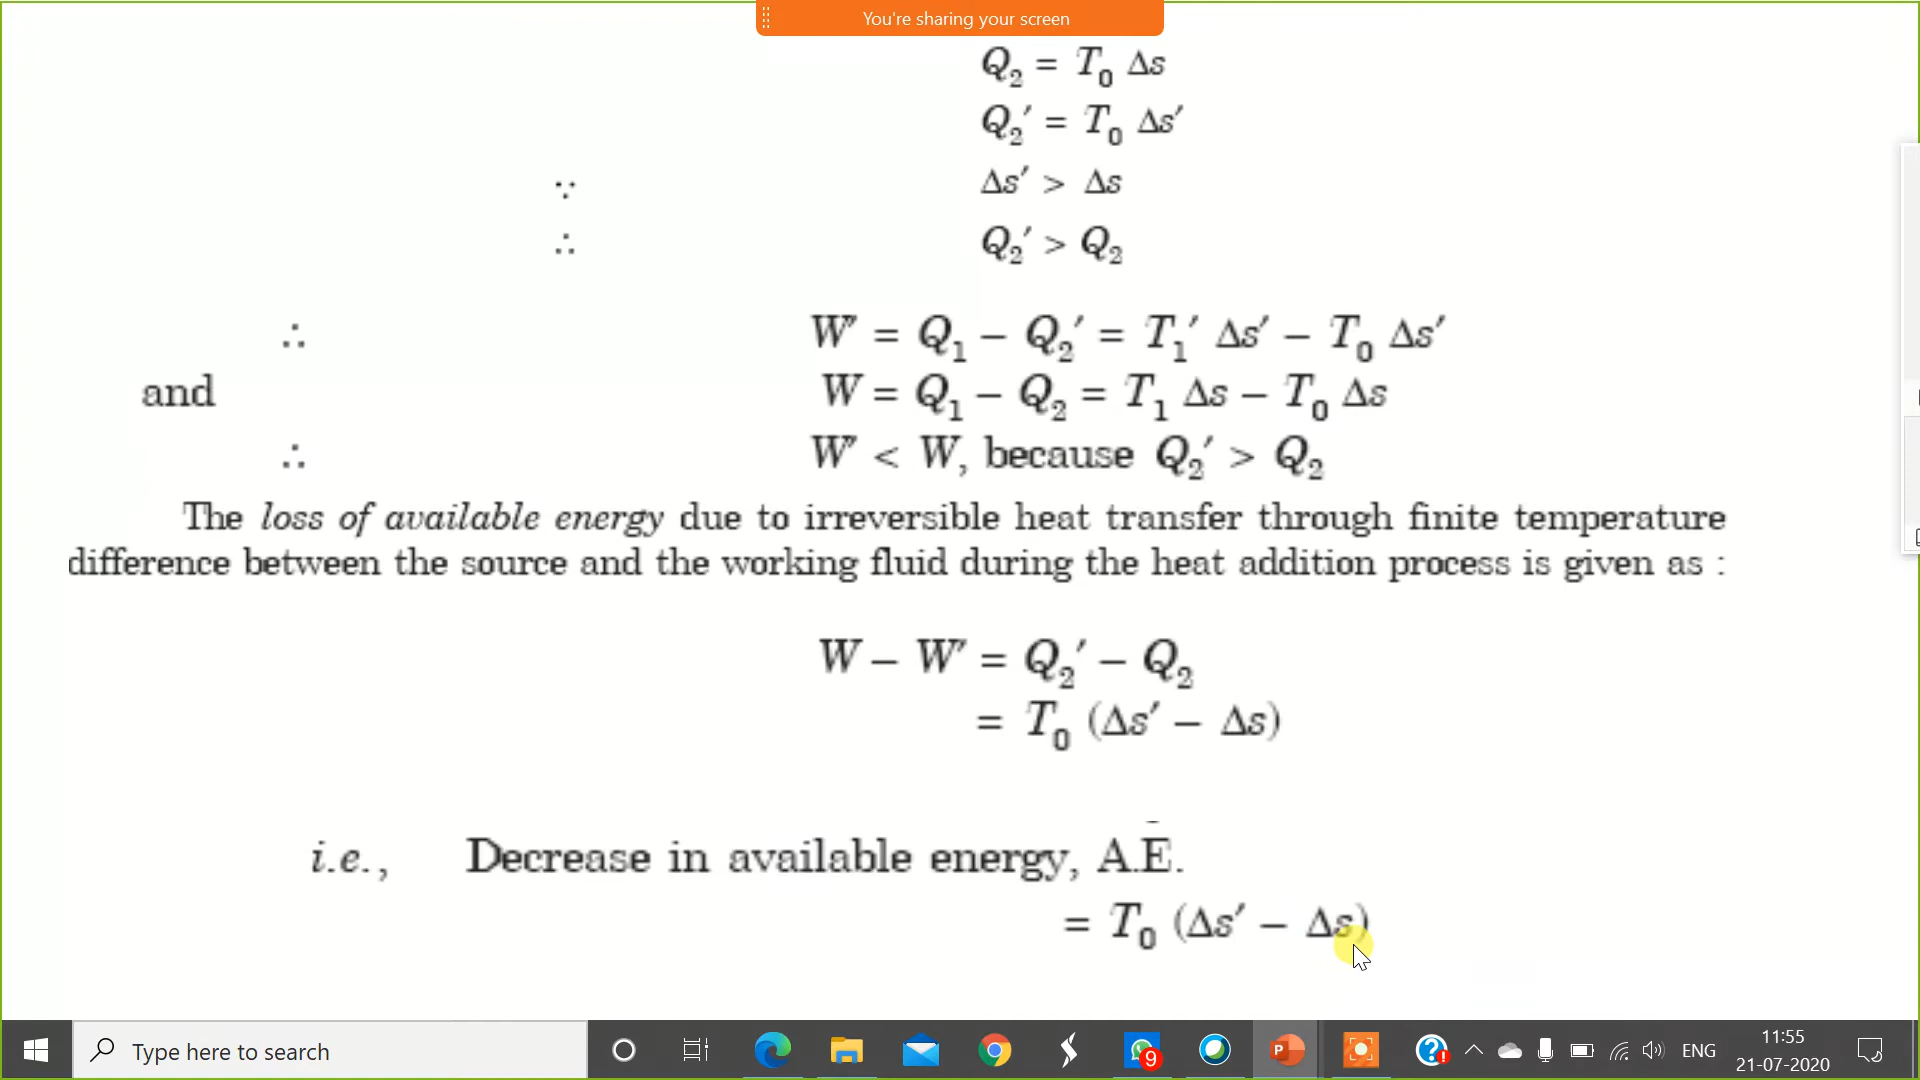 You're sharing your screen
Q₂ = T₀ Δs
Q₂′ = T₀ Δs′
∵ Δs′ > Δs
∴ Q₂′ > Q₂
∴ W′ = Q₁ – Q₂′ = T₁′ Δs′ – T₀ Δs′
and W = Q₁ – Q₂ = T₁ Δs – T₀ Δs
∴ W′ < W, because Q₂′ > Q₂
The loss of available energy due to irreversible heat transfer through finite temperature
difference between the source and the working fluid during the heat addition process is given as :
W – W′ = Q₂′ – Q₂
= T₀ (Δs′ – Δs)
i.e., Decrease in available energy, A.E.
= T₀ (Δs′ – Δs)
Type here to search
9
P
ENG
11:55
21-07-2020